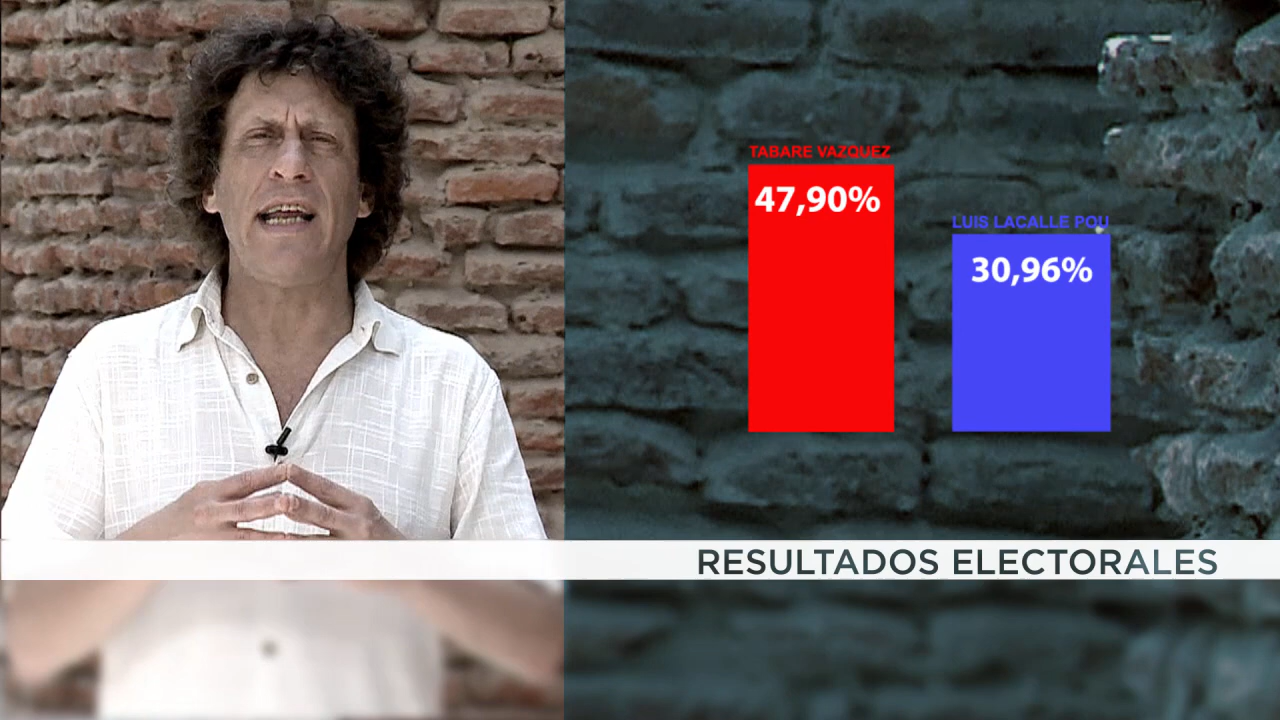 TABARE VAZQUEZ
47,90%
LUIS LACALLE POU
30,96%
RESULTADOS ELECTORALES